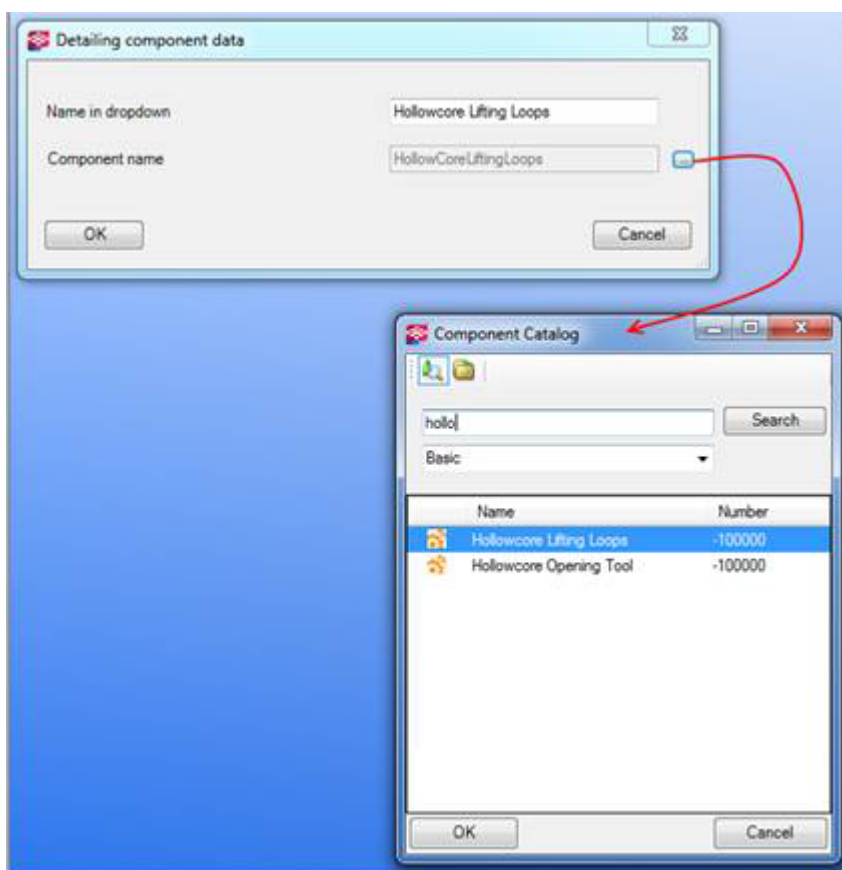 Detailing component data
Name in dropdown Hollowcore Lifting Loops
Component name HollowCoreLiftingLoops ...
OK Cancel
Component Catalog
hollo Search
Basic
Name Number
Hollowcore Lifting Loops -100000
Hollowcore Opening Tool -100000
OK Cancel